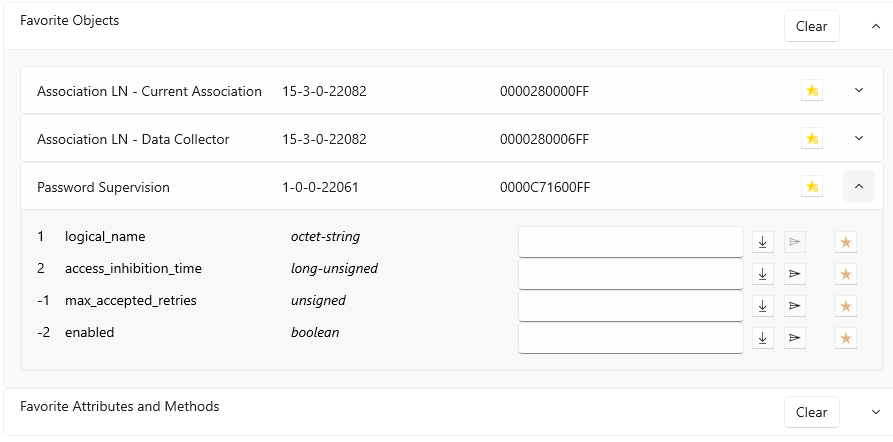 Favorite Objects Clear
Association LN - Current Association 15-3-0-22082 0000280000FF
Association LN - Data Collector 15-3-0-22082 0000280006FF
Password Supervision 1-0-0-22061 0000C71600FF
1 logical_name octet-string
2 access_inhibition_time long-unsigned
-1 max_accepted_retries unsigned
-2 enabled boolean
Favorite Attributes and Methods Clear